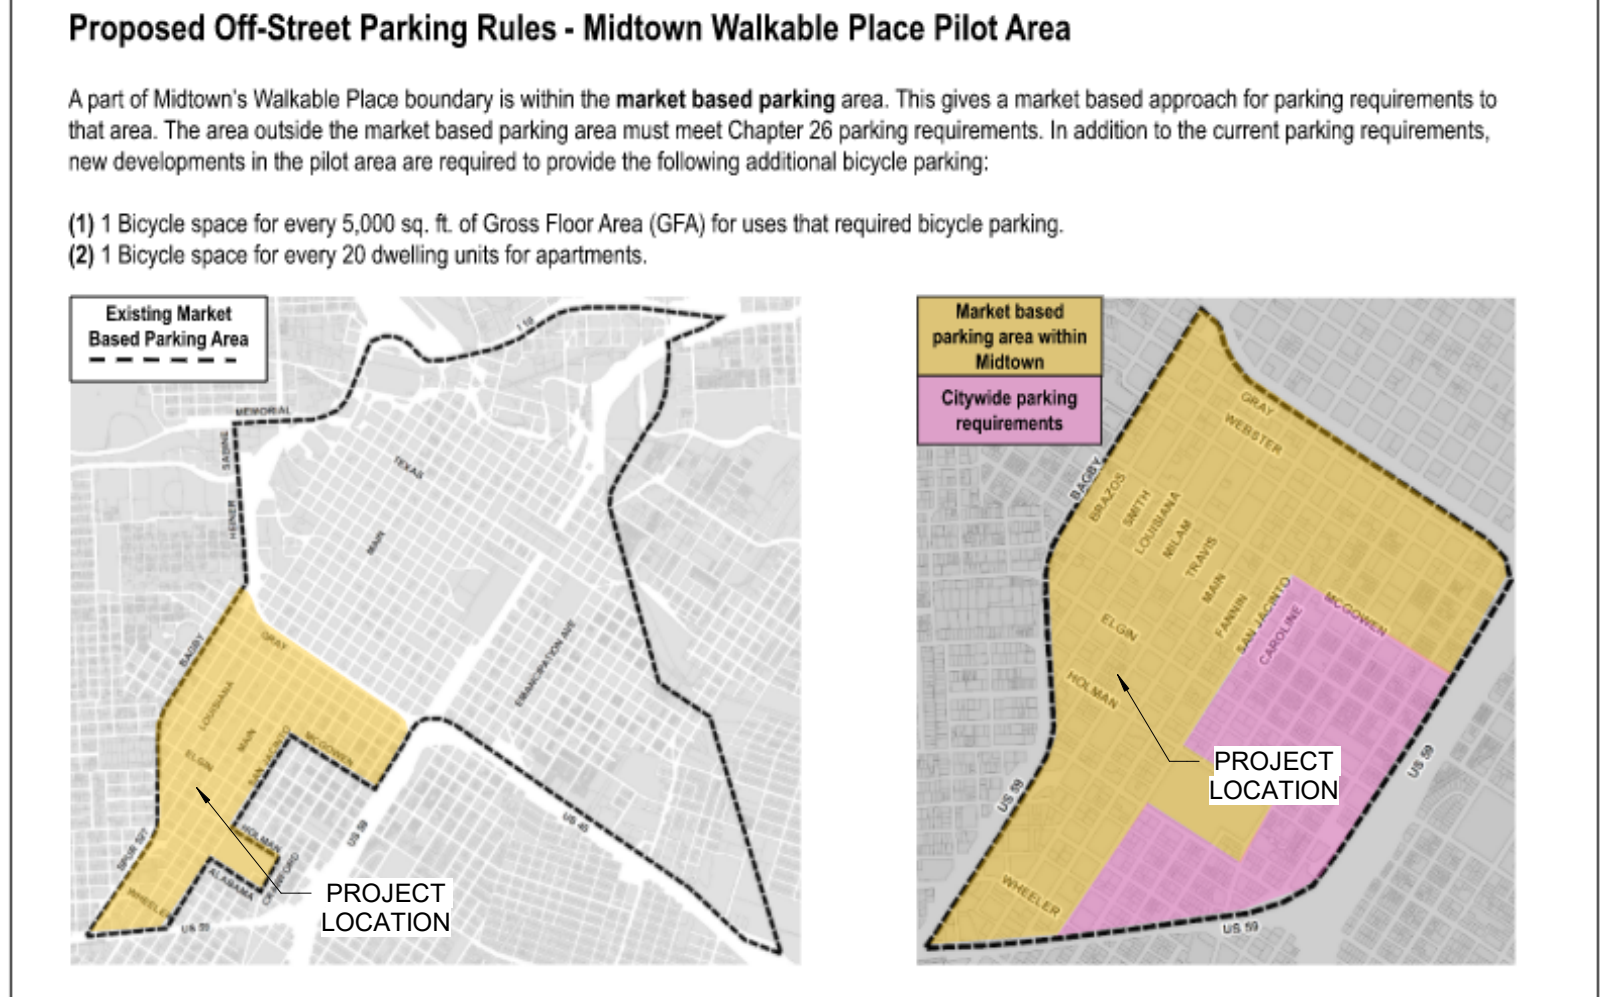 Proposed Off-Street Parking Rules - Midtown Walkable Place Pilot Area
A part of Midtown's Walkable Place boundary is within the market based parking area. This gives a market based approach for parking requirements to
that area. The area outside the market based parking area must meet Chapter 26 parking requirements. In addition to the current parking requirements,
new developments in the pilot area are required to provide the following additional bicycle parking:
(1) 1 Bicycle space for every 5,000 sq. ft. of Gross Floor Area (GFA) for uses that required bicycle parking.
(2) 1 Bicycle space for every 20 dwelling units for apartments.
Existing Market
Based Parking Area
I 10
MEMORIAL
SABINE
TEXAS
HEINER
MAIN
BAGBY
GRAY
EMANCIPATION AVE
LOUISIANA
MAIN
SAN JACINTO
MCGOWEN
ELGIN
US 59
US 45
SPUR 527
HOLMAN
ALABAMA
CRAWFORD
WHEELER
US 59
PROJECT
LOCATION
Market based
parking area within
Midtown
Citywide parking
requirements
GRAY
WEBSTER
BAGBY
BRAZOS
SMITH
LOUISIANA
MILAM
TRAVIS
MAIN
FANNIN
SAN JACINTO
CAROLINE
MCGOWEN
ELGIN
HOLMAN
PROJECT
LOCATION
US 59
US 59
WHEELER
US 59